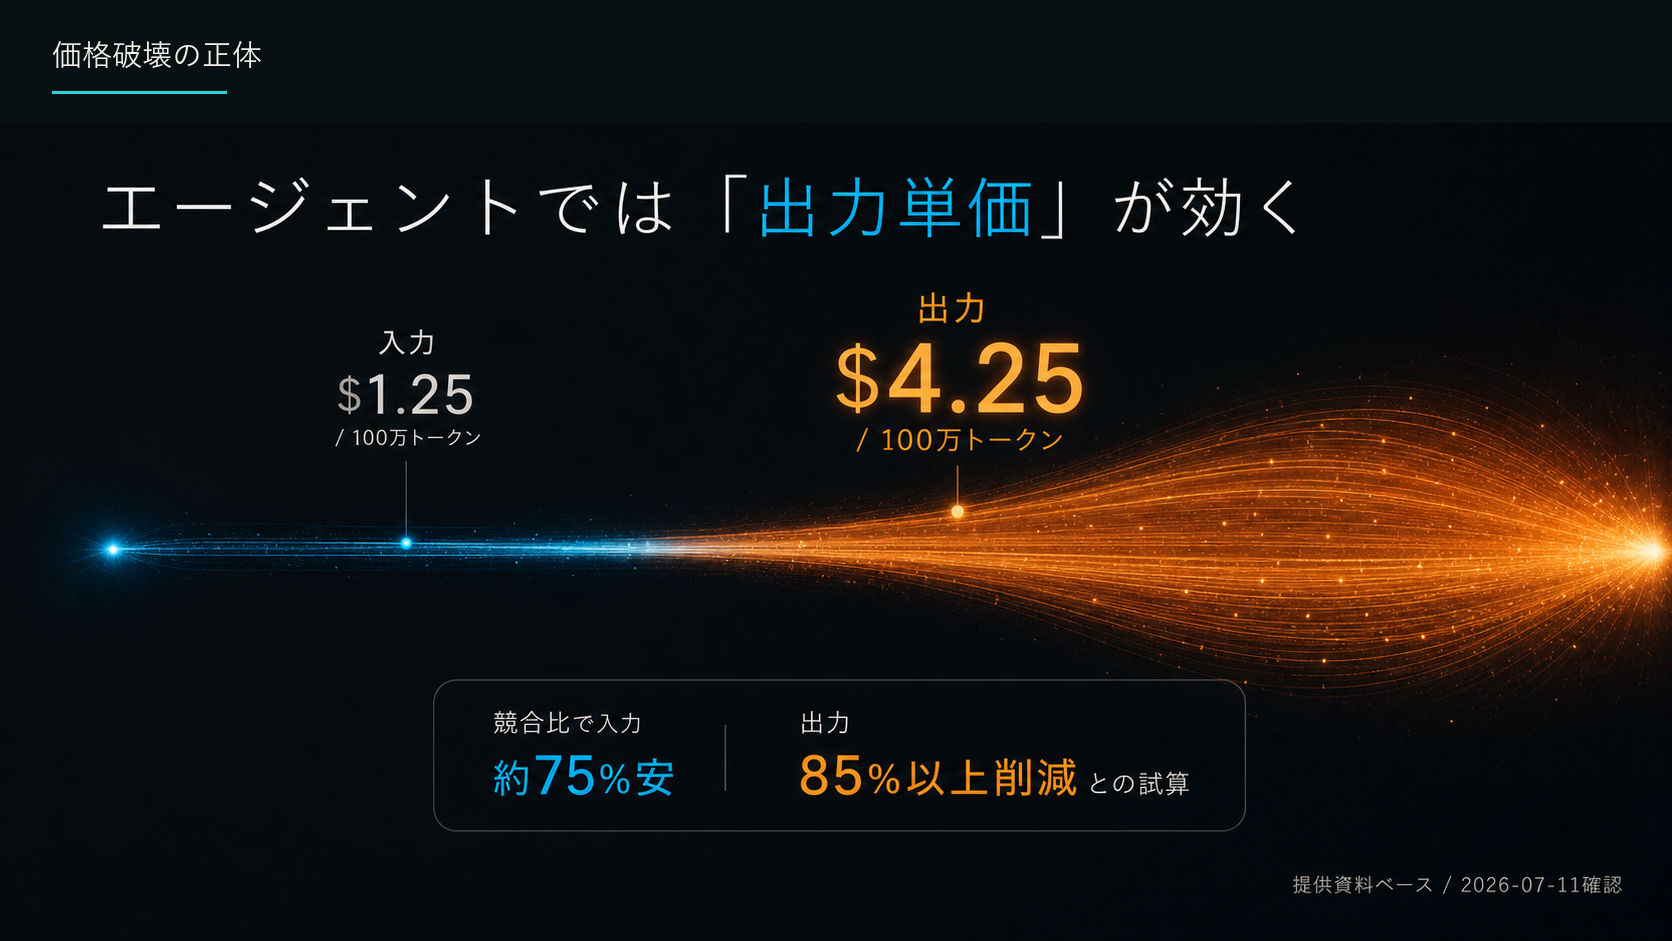 価格破壊の正体
エージェントでは「出力単価」が効く
入力
$1.25
/ 100万トークン
出力
$4.25
/ 100万トークン
競合比で入力
約75%安
出力
85%以上削減 との試算
提供資料ベース / 2026-07-11確認